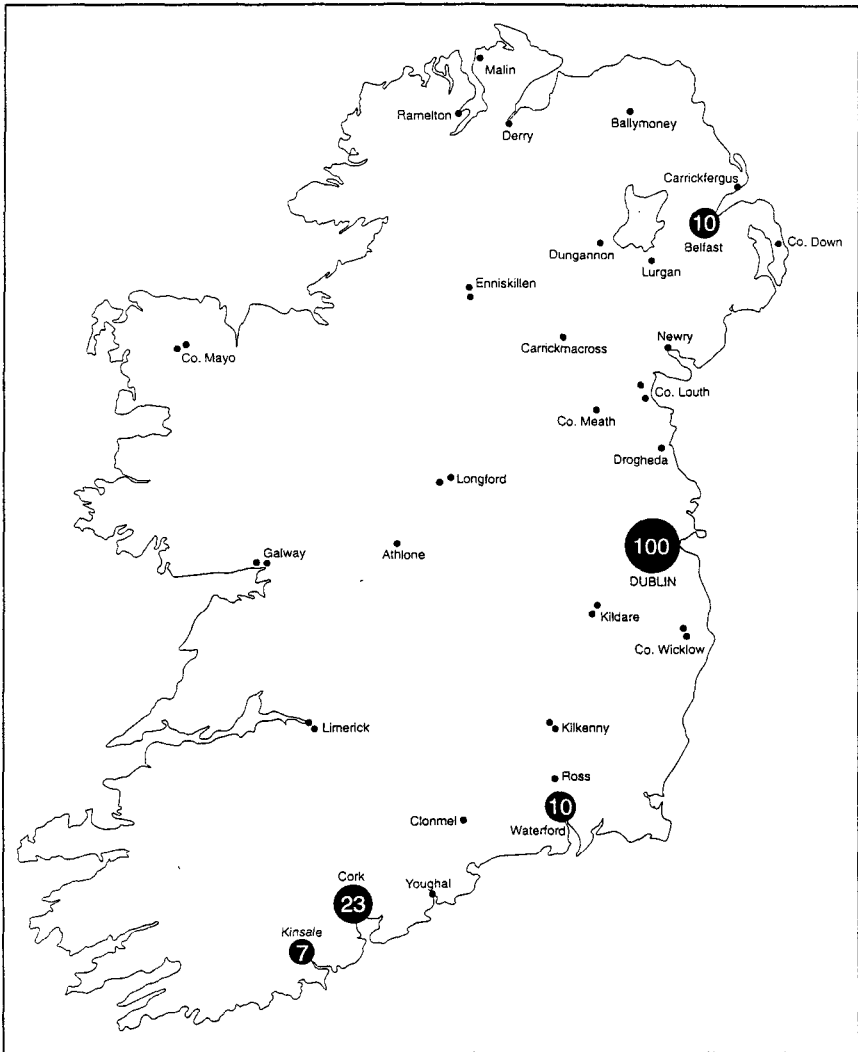 Malin
Ramelton
Derry
Ballymoney
Carrickfergus
10
Belfast
Co. Down
Dungannon
Lurgan
Enniskillen
Carrickmacross
Newry
Co. Mayo
Co. Louth
Co. Meath
Drogheda
Longford
Athlone
Galway
100
DUBLIN
Kildare
Co. Wicklow
Limerick
Kilkenny
Ross
10
Waterford
Clonmel
Cork
23
Youghal
Kinsale
7